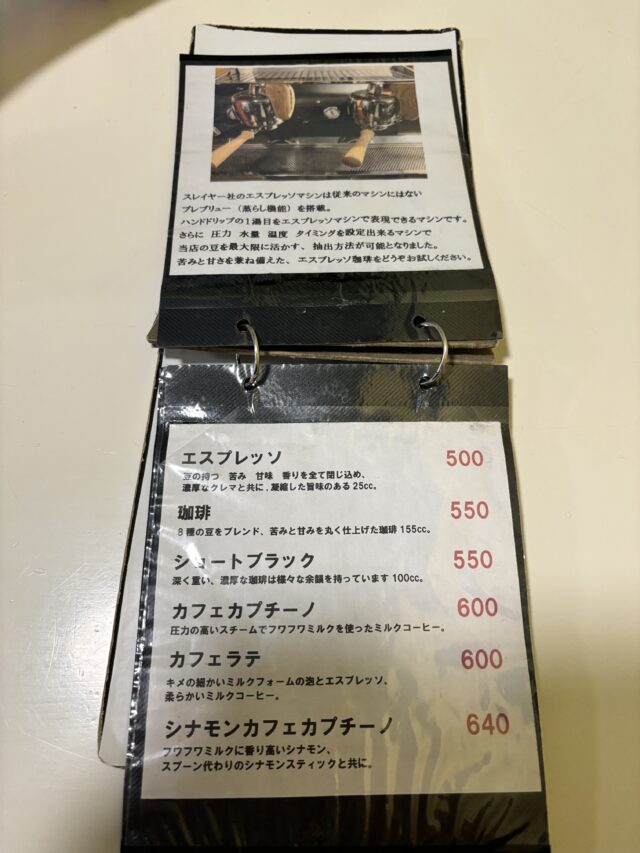 スレイヤー社のエスプレッソマシンは従来のマシンにはない
プレブリュー（蒸らし機能）を搭載。
ハンドドリップの１湯目をエスプレッソマシンで表現できるマシンです。
さらに 圧力 水量 温度 タイミングを設定出来るマシンで
当店の豆を最大限に活かす、抽出方法が可能となりました。
苦みと甘さを兼ね備えた、エスプレッソ珈琲をどうぞお試しください。
エスプレッソ 500
豆の持つ 苦み 甘味 香りを全て閉じ込め、
濃厚なクレマと共に,凝縮した旨味のある25cc。
珈琲 550
8種の豆をブレンド、苦みと甘みを丸く仕上げた珈琲155cc。
ショートブラック 550
深く重い、濃厚な珈琲は様々な余韻を持っています100cc。
カフェカプチーノ 600
圧力の高いスチームでフワフワミルクを使ったミルクコーヒー。
カフェラテ 600
キメの細かいミルクフォームの泡とエスプレッソ、
柔らかいミルクコーヒー。
シナモンカフェカプチーノ 640
フワフワミルクに香り高いシナモン、
スプーン代わりのシナモンスティックと共に。